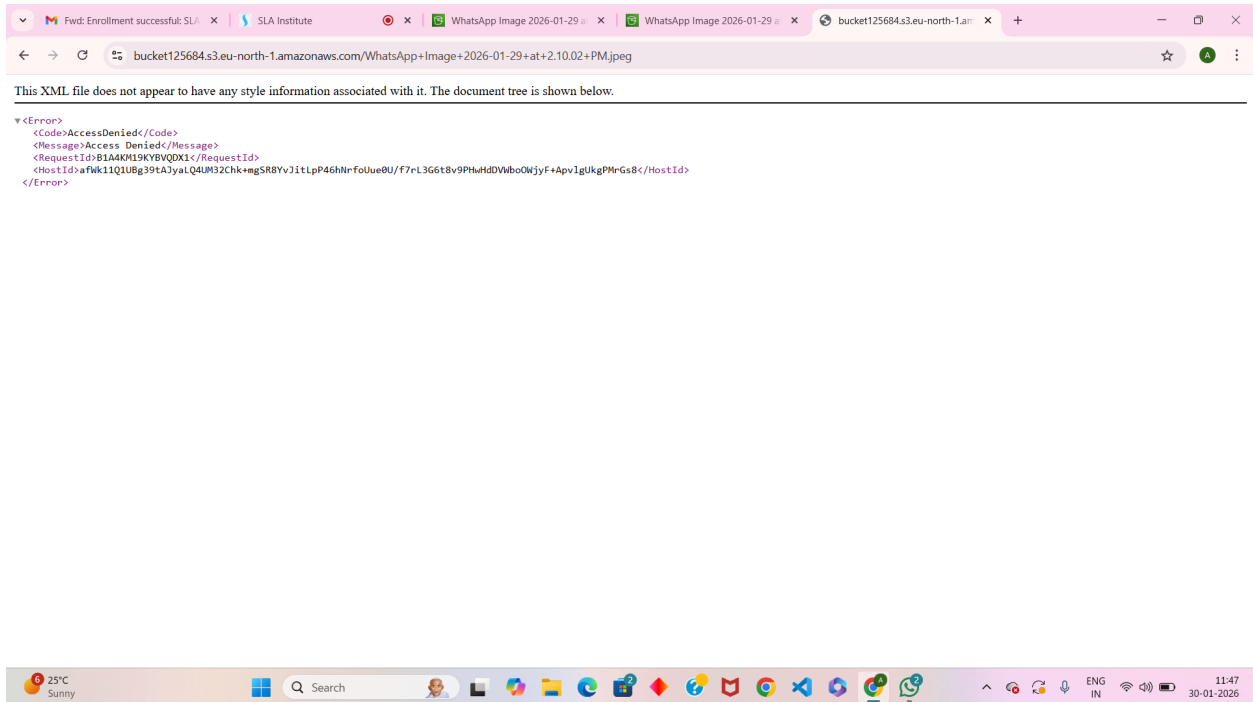 Fwd: Enrollment successful: SLA
SLA Institute
WhatsApp Image 2026-01-29 a
WhatsApp Image 2026-01-29 a
bucket125684.s3.eu-north-1.am
bucket125684.s3.eu-north-1.amazonaws.com/WhatsApp+Image+2026-01-29+at+2.10.02+PM.jpeg
A
This XML file does not appear to have any style information associated with it. The document tree is shown below.
<Error>
<Code>AccessDenied</Code>
<Message>Access Denied</Message>
<RequestId>B1A4KM19KYBVQDX1</RequestId>
<HostId>afWk11Q1UBg39tAJyaLQ4UM32Chk+mgSR8YvJitLpP46hNrfoUue0U/f7rL3G6t8v9PHwHdDVWboOWjyF+ApvlgUkgPMrGs8</HostId>
</Error>
6
25°C
Sunny
Search
2
A
2
ENG
IN
11:47
30-01-2026